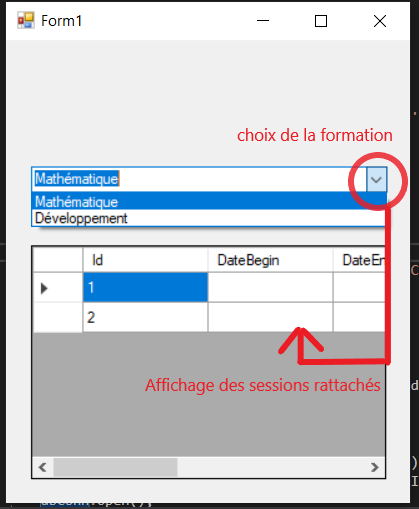 Form1
choix de la formation
Mathématique
Mathématique
Développement
Id DateBegin DateEn
1
2
Affichage des sessions rattachés